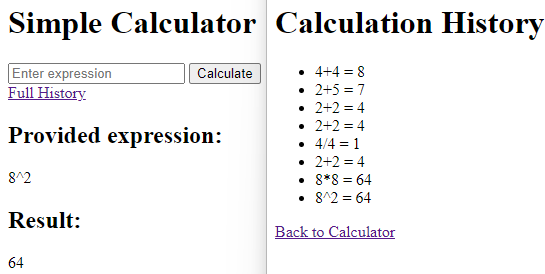 Simple Calculator
Enter expression
Calculate
Full History
Provided expression:
8^2
Result:
64
Calculation History
4+4 = 8
2+5 = 7
2+2 = 4
2+2 = 4
4/4 = 1
2+2 = 4
8*8 = 64
8^2 = 64
Back to Calculator